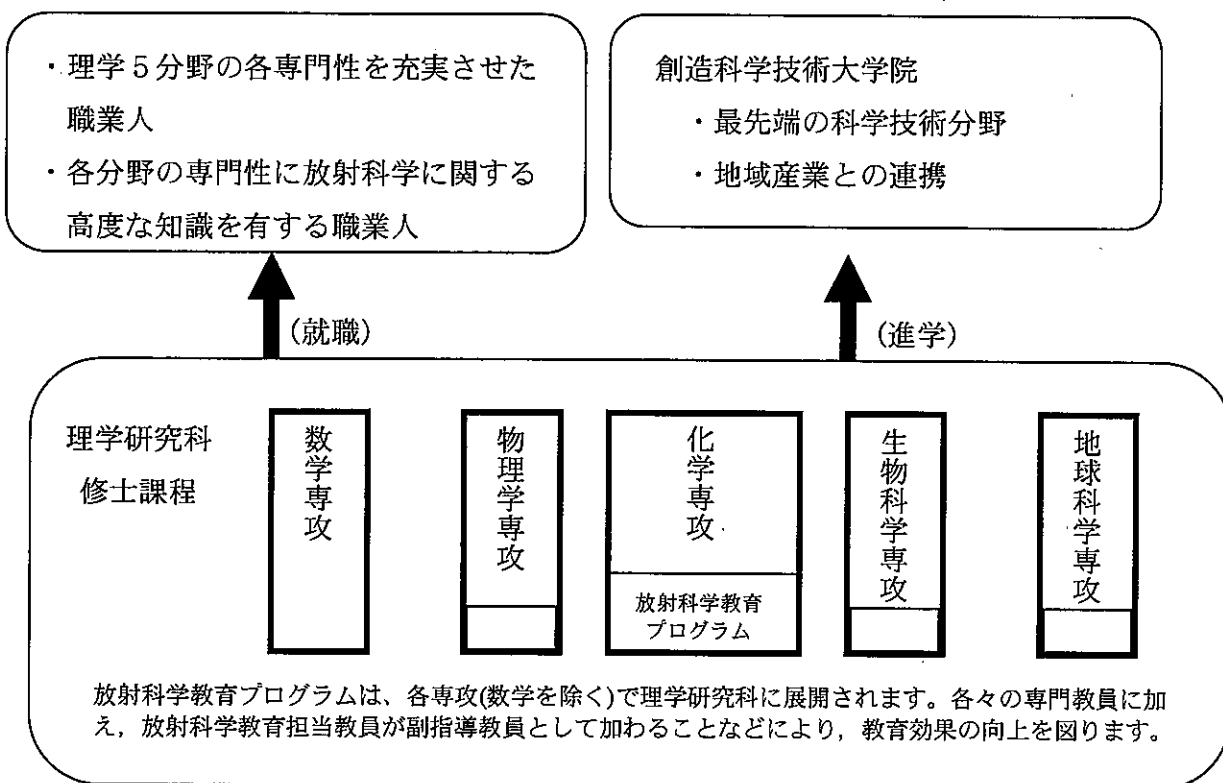 ・理学5分野の各専門性を充実させた
職業人
・各分野の専門性に放射科学に関する
高度な知識を有する職業人
創造科学技術大学院
・最先端の科学技術分野
・地域産業との連携
(就職)
(進学)
理学研究科
修士課程
数学専攻
物理学専攻
化学専攻
放射科学教育
プログラム
生物科学専攻
地球科学専攻
放射科学教育プログラムは、各専攻(数学を除く)で理学研究科に展開されます。各々の専門教員に加
え，放射科学教育担当教員が副指導教員として加わることなどにより，教育効果の向上を図ります。